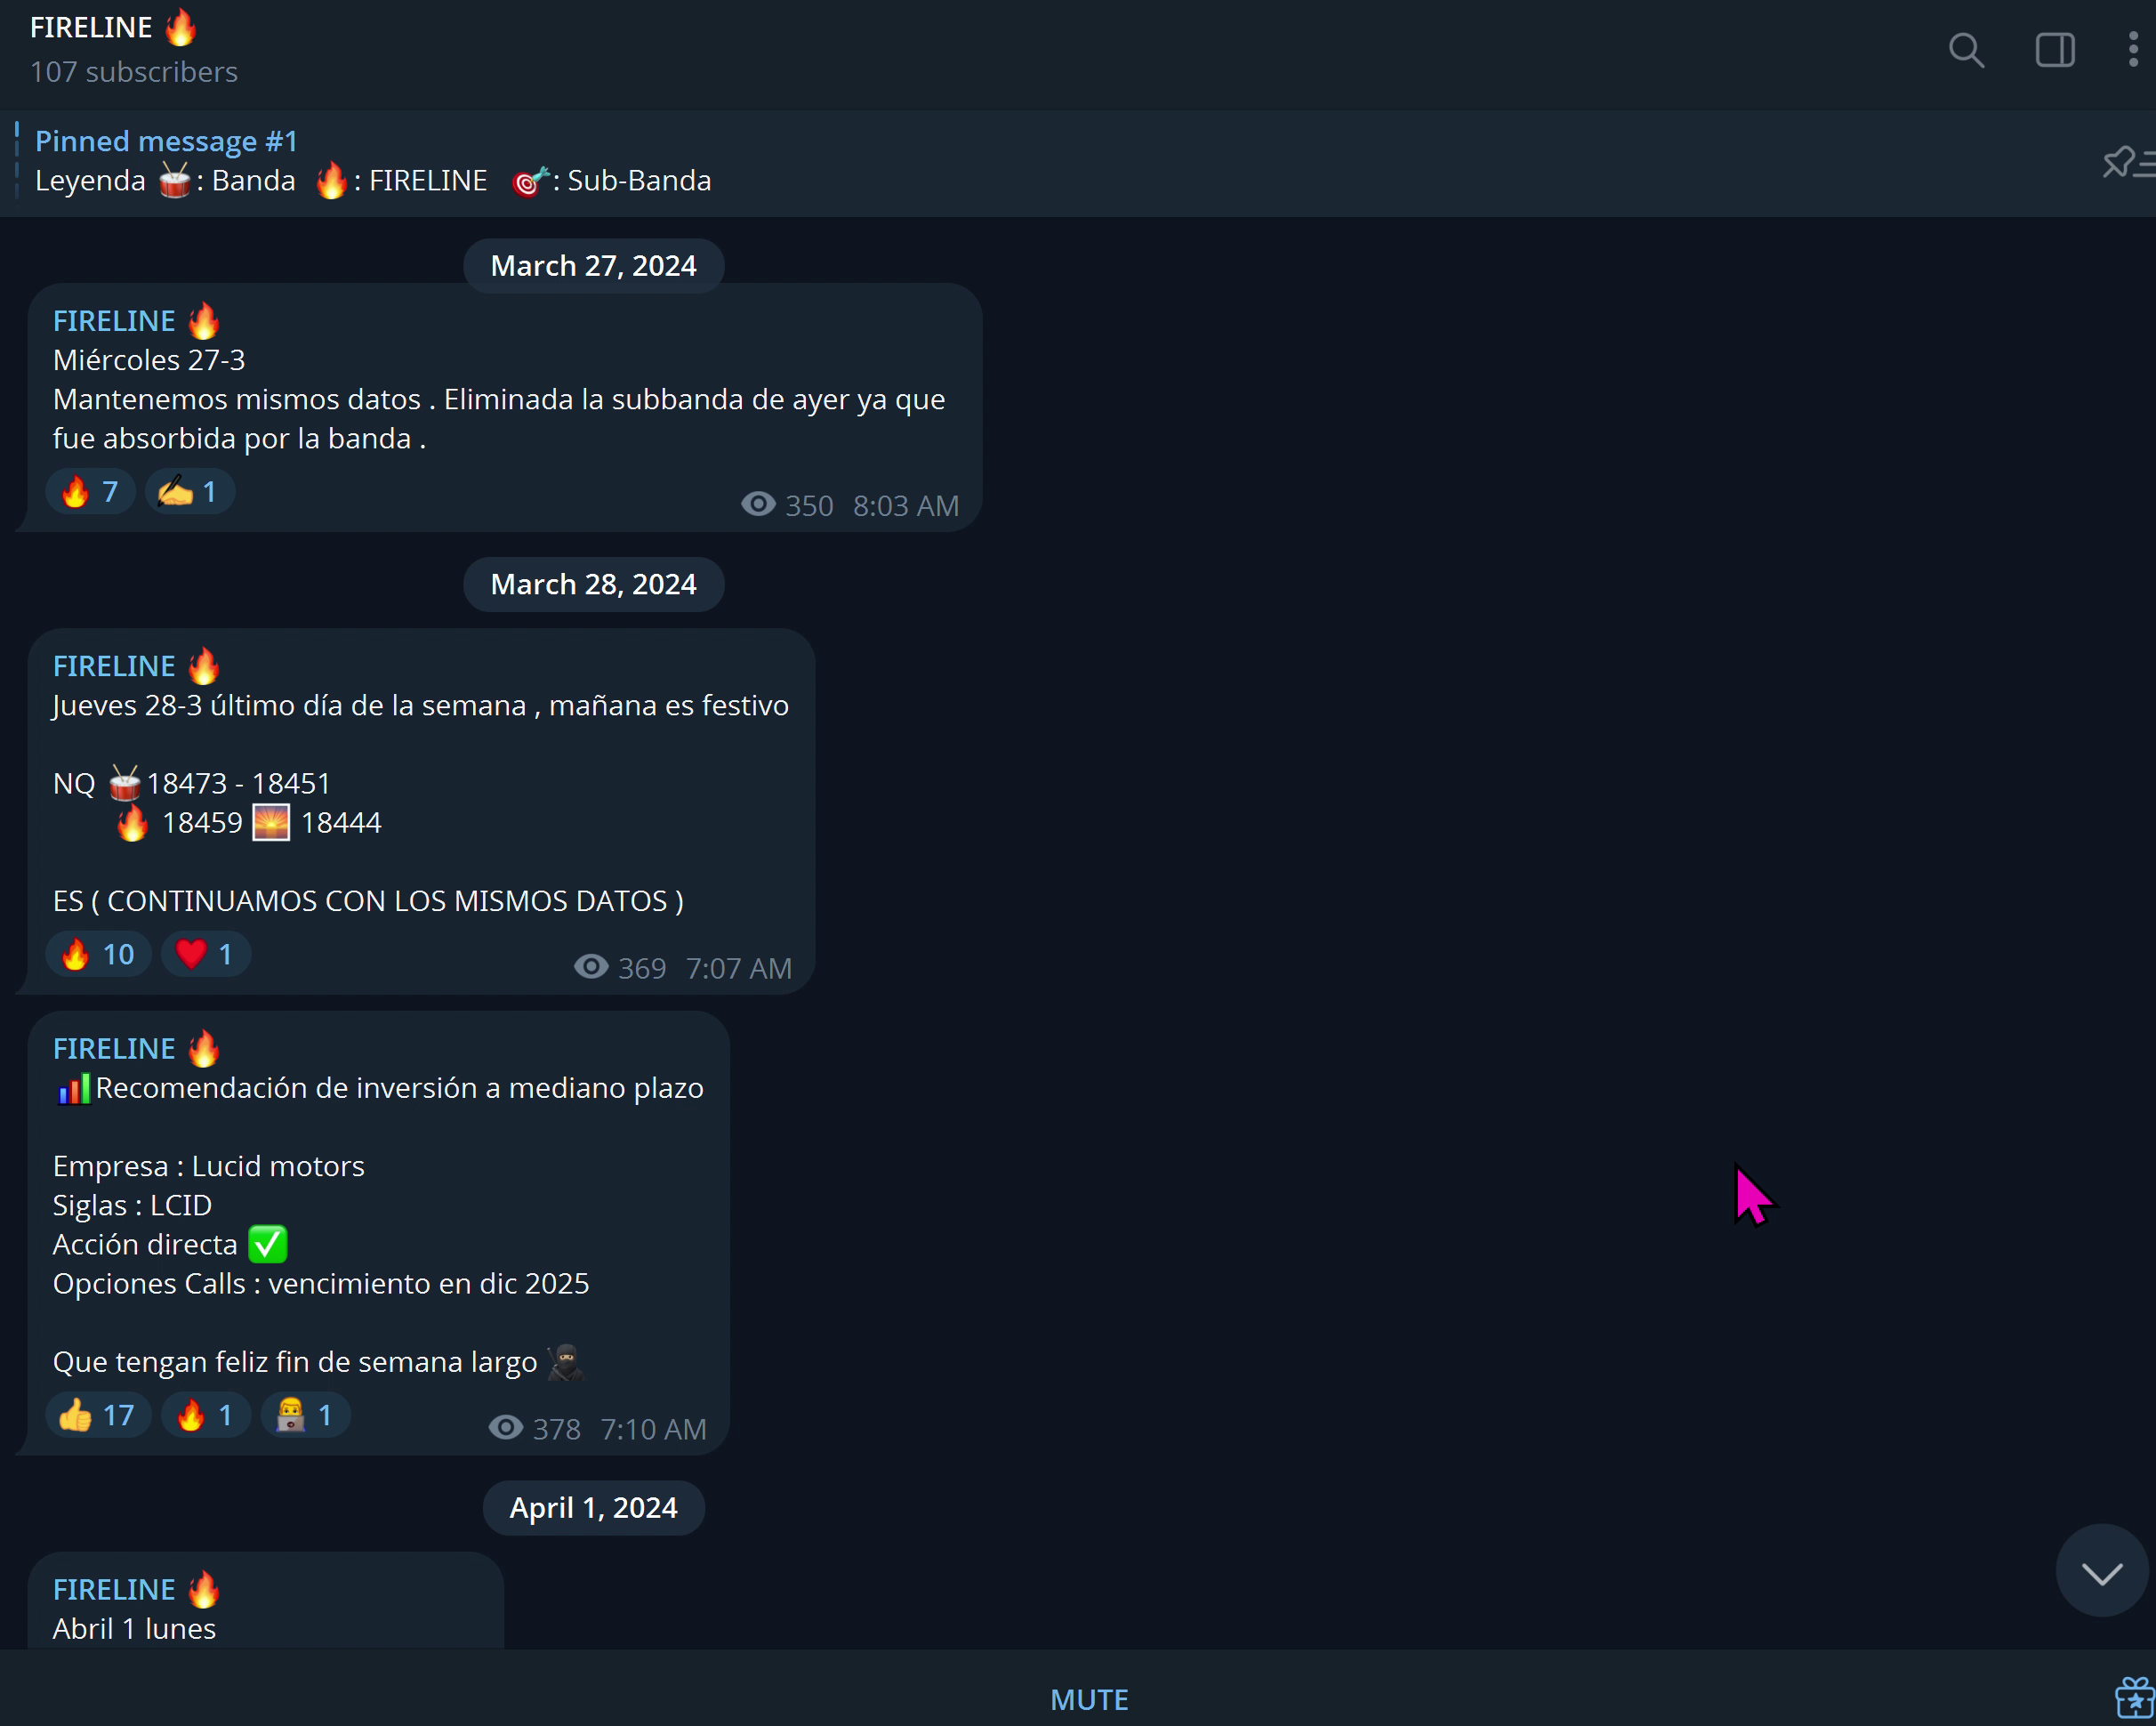 FIRELINE 🔥
107 subscribers
Pinned message #1
Leyenda 🥁: Banda 🔥: FIRELINE 🎯: Sub-Banda
March 27, 2024
FIRELINE 🔥
Miércoles 27-3
Mantenemos mismos datos . Eliminada la subbanda de ayer ya que
fue absorbida por la banda .
🔥 7 ✍️ 1
350 8:03 AM
March 28, 2024
FIRELINE 🔥
Jueves 28-3 último día de la semana , mañana es festivo
NQ 🥁18473 - 18451
🔥 18459 🌅 18444
ES ( CONTINUAMOS CON LOS MISMOS DATOS )
🔥 10 ❤️ 1
369 7:07 AM
FIRELINE 🔥
📊Recomendación de inversión a mediano plazo
Empresa : Lucid motors
Siglas : LCID
Acción directa ✅
Opciones Calls : vencimiento en dic 2025
Que tengan feliz fin de semana largo 🥷
👍 17 🔥 1 👨‍💻 1
378 7:10 AM
April 1, 2024
FIRELINE 🔥
Abril 1 lunes
MUTE